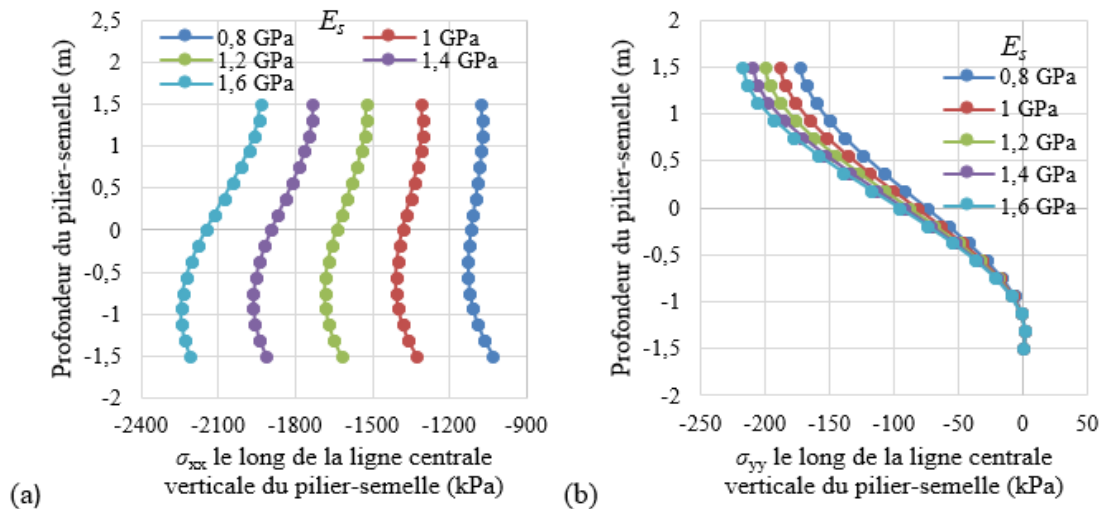 E_s
0,8 GPa 1 GPa
1,2 GPa 1,4 GPa
1,6 GPa
Profondeur du pilier-semelle (m)
2,5
2
1,5
1
0,5
0
-0,5
-1
-1,5
-2
-2400 -2100 -1800 -1500 -1200 -900
σxx le long de la ligne centrale
verticale du pilier-semelle (kPa)
(a)
E_s
0,8 GPa
1 GPa
1,2 GPa
1,4 GPa
1,6 GPa
Profondeur du pilier-semelle (m)
2
1,5
1
0,5
0
-0,5
-1
-1,5
-2
-250 -200 -150 -100 -50 0 50
σyy le long de la ligne centrale
verticale du pilier-semelle (kPa)
(b)